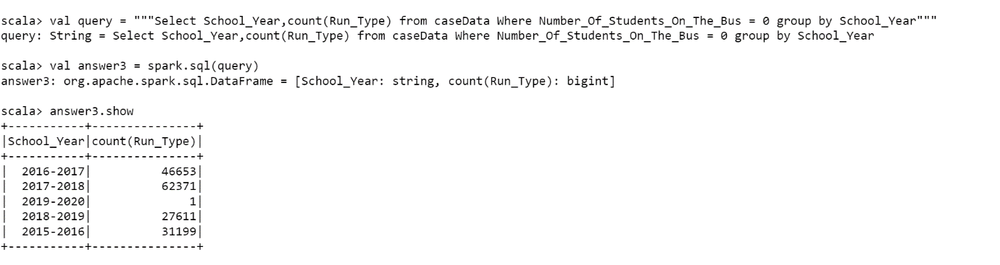 scala> val query = """Select School_Year,count(Run_Type) from caseData Where Number_Of_Students_On_The_Bus = 0 group by School_Year"""
query: String = Select School_Year,count(Run_Type) from caseData Where Number_Of_Students_On_The_Bus = 0 group by School_Year
scala> val answer3 = spark.sql(query)
answer3: org.apache.spark.sql.DataFrame = [School_Year: string, count(Run_Type): bigint]
scala> answer3.show
+-----------+---------------+
|School_Year|count(Run_Type)|
+-----------+---------------+
|  2016-2017|          46653|
|  2017-2018|          62371|
|  2019-2020|              1|
|  2018-2019|          27611|
|  2015-2016|          31199|
+-----------+---------------+